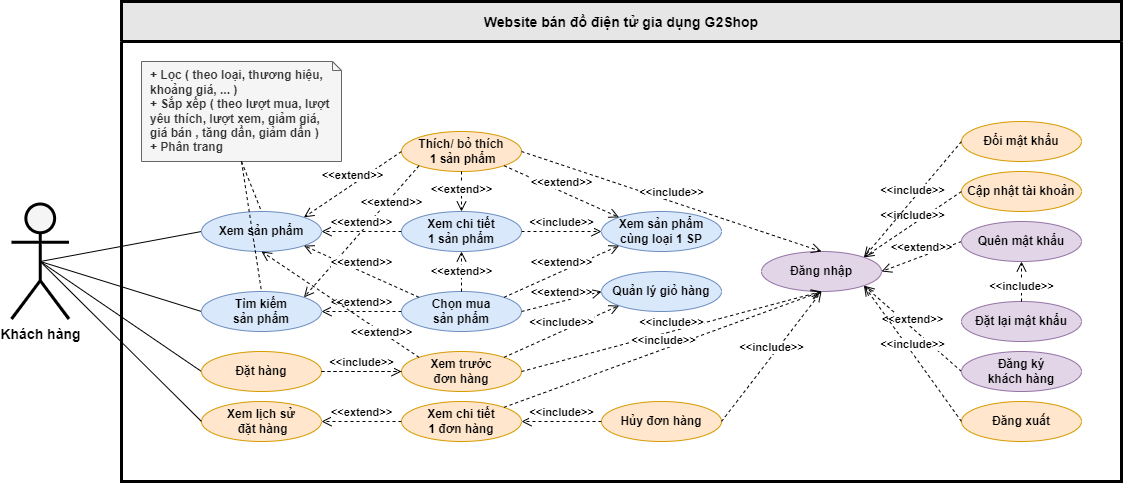 Website bán đồ điện tử gia dụng G2Shop
+ Lọc ( theo loại, thương hiệu,
khoảng giá, ... )
+ Sắp xếp ( theo lượt mua, lượt
yêu thích, lượt xem, giảm giá,
giá bán , tăng dần, giảm dần )
+ Phân trang
Khách hàng
Thích/ bỏ thích
1 sản phẩm
<<extend>>
<<extend>>
<<extend>>
<<include>>
<<extend>>
Xem sản phẩm
<<extend>>
Xem chi tiết
1 sản phẩm
<<include>>
Xem sản phẩm
cùng loại 1 SP
<<extend>>
<<extend>>
<<extend>>
Tìm kiếm
sản phẩm
<<extend>>
Chọn mua
sản phẩm
<<extend>>
Quản lý giỏ hàng
<<extend>>
<<include>>
<<include>>
<<include>>
<<include>>
Đặt hàng
<<include>>
Xem trước
đơn hàng
Xem lịch sử
đặt hàng
<<extend>>
Xem chi tiết
1 đơn hàng
<<include>>
Hủy đơn hàng
Đăng nhập
Đổi mật khẩu
<<include>>
Cập nhật tài khoản
<<include>>
Quên mật khẩu
<<extend>>
<<include>>
Đặt lại mật khẩu
<<extend>>
<<include>>
Đăng ký
khách hàng
Đăng xuất